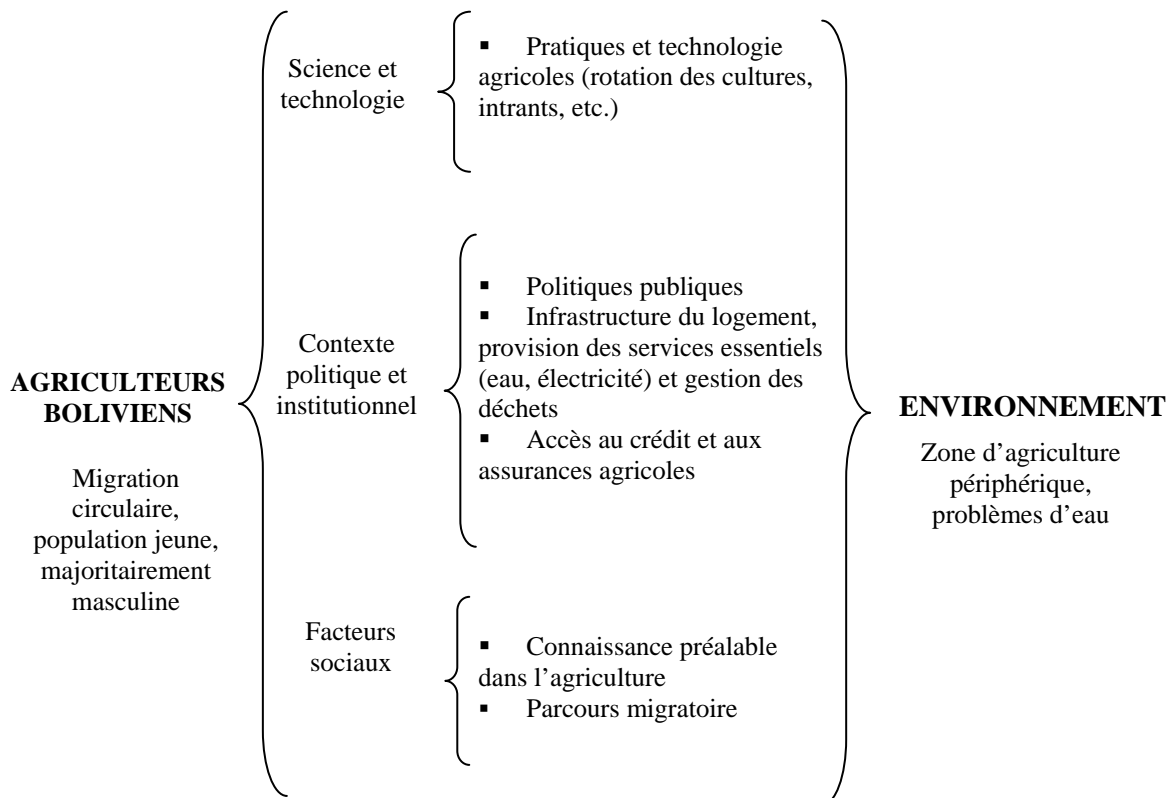 AGRICULTEURS
BOLIVIENS
Migration
circulaire,
population jeune,
majoritairement
masculine
Science et
technologie
▪ Pratiques et technologie
agricoles (rotation des cultures,
intrants, etc.)
Contexte
politique et
institutionnel
▪ Politiques publiques
▪ Infrastructure du logement,
provision des services essentiels
(eau, électricité) et gestion des
déchets
▪ Accès au crédit et aux
assurances agricoles
Facteurs
sociaux
▪ Connaissance préalable
dans l’agriculture
▪ Parcours migratoire
ENVIRONNEMENT
Zone d’agriculture
périphérique,
problèmes d’eau